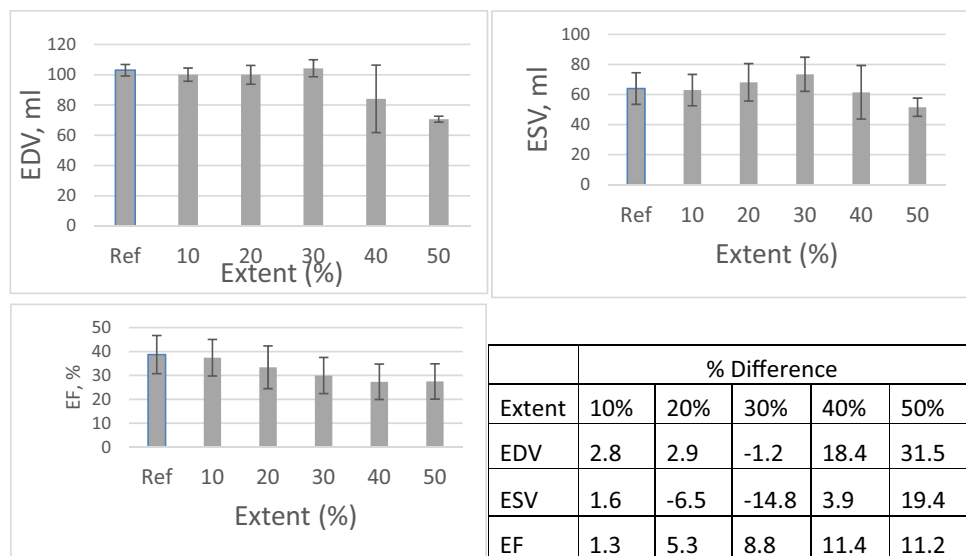 120
100
80
60
40
20
0
EDV, ml
Ref 10 20 30 40 50
Extent (%)
100
80
60
40
20
0
ESV, ml
Ref 10 20 30 40 50
Extent (%)
50
40
30
20
10
0
EF, %
Ref 10 20 30 40 50
Extent (%)
% Difference
Extent 10% 20% 30% 40% 50%
EDV 2.8 2.9 -1.2 18.4 31.5
ESV 1.6 -6.5 -14.8 3.9 19.4
EF 1.3 5.3 8.8 11.4 11.2